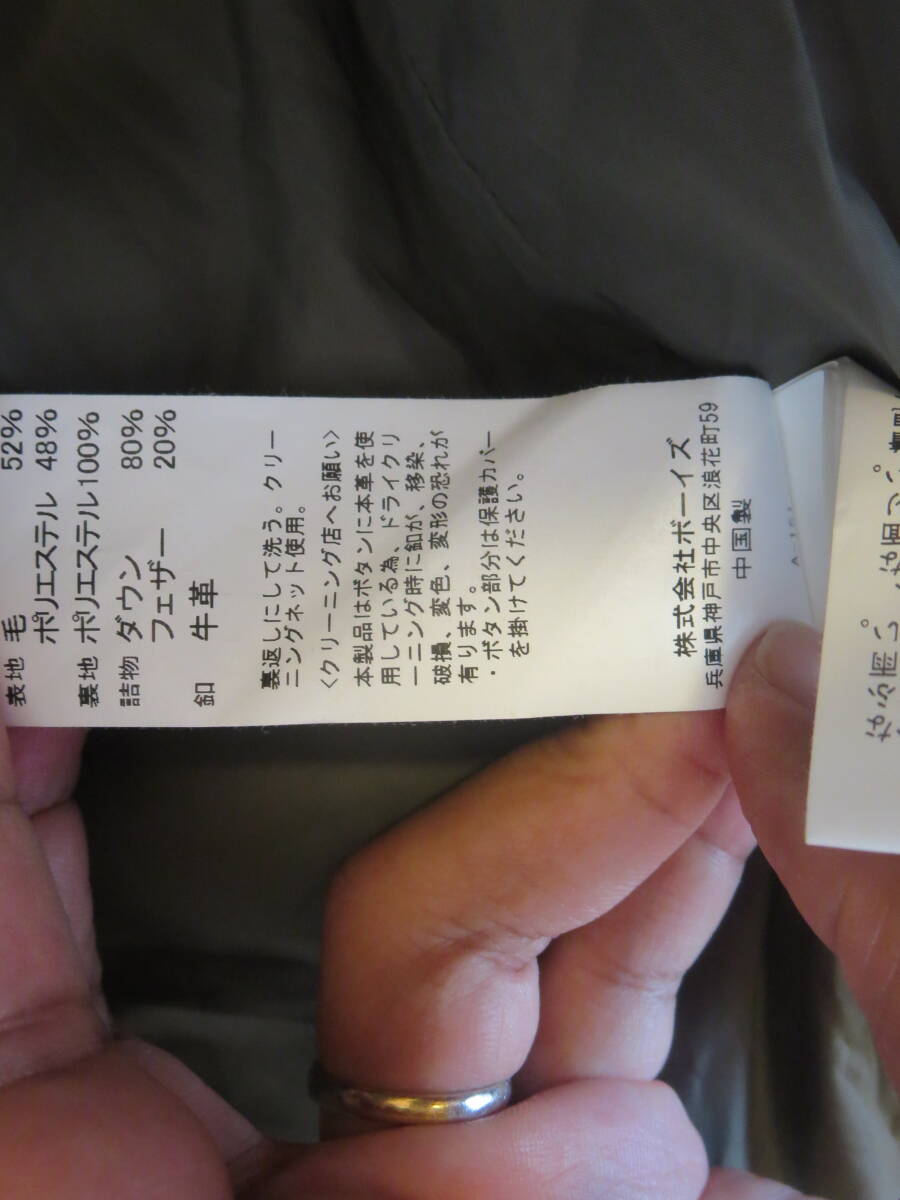 表地 毛 52%
ポリエステル 48%
裏地 ポリエステル100%
詰物 ダウン 80%
フェザー 20%
釦 牛革
裏返しにして洗う。クリー
ニングネット使用。
<クリーニング店へお願い>
本製品はボタンに本革を使
用している為、ドライクリ
ーニング時に釦が、移染、
破損、変色、変形の恐れが
有ります。
・ボタン部分は保護カバー
を掛けてください。
株式会社ボーイズ
兵庫県神戸市中央区浪花町59
中国製